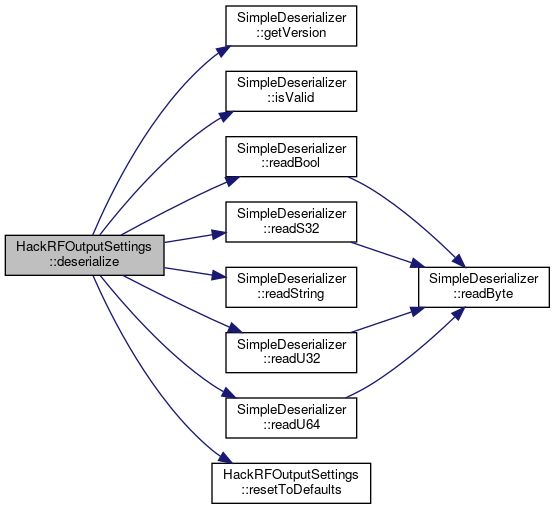 SimpleDeserializer
::getVersion
SimpleDeserializer
::isValid
SimpleDeserializer
::readBool
SimpleDeserializer
::readS32
HackRFOutputSettings
::deserialize
SimpleDeserializer
::readString
SimpleDeserializer
::readByte
SimpleDeserializer
::readU32
SimpleDeserializer
::readU64
HackRFOutputSettings
::resetToDefaults